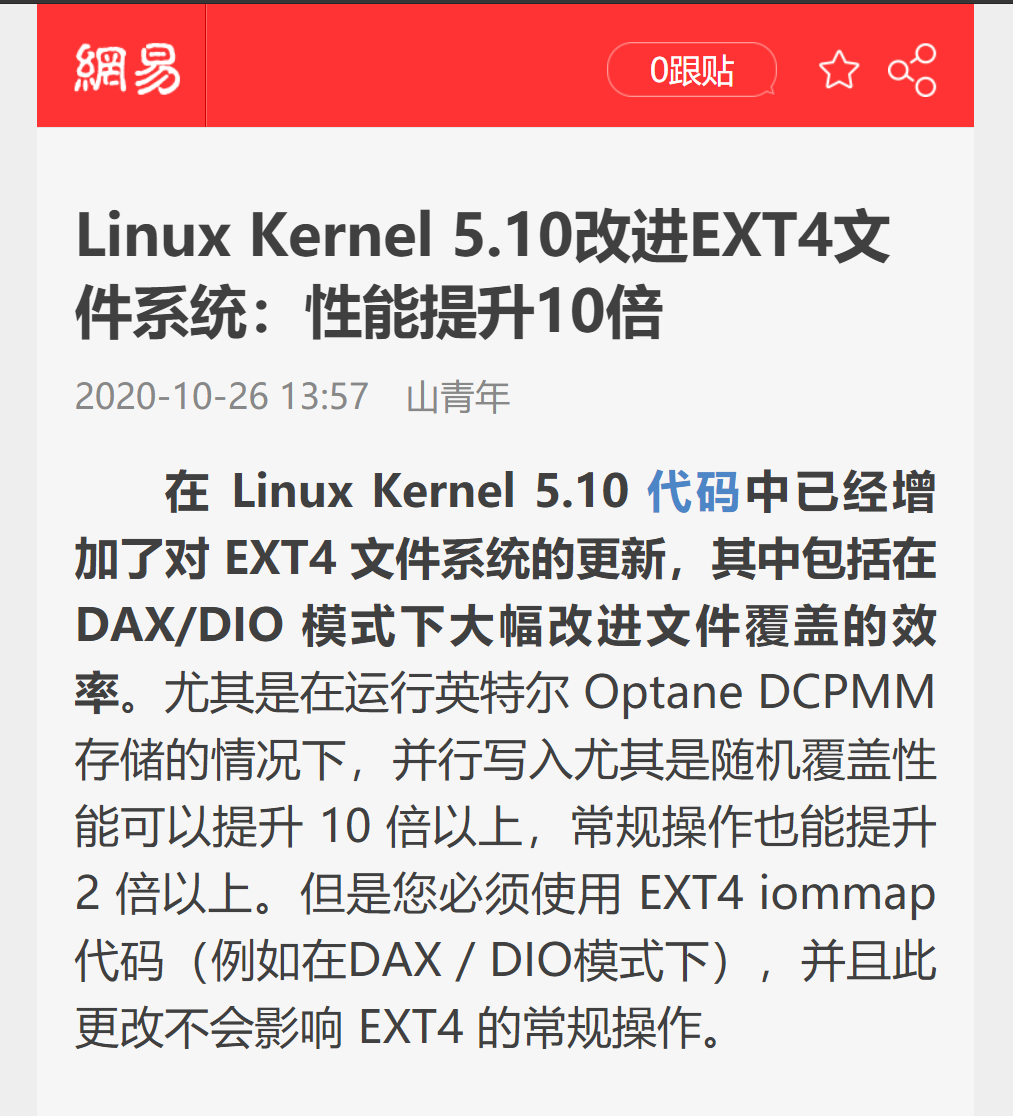 網易
0跟贴
Linux Kernel 5.10改进EXT4文
件系统：性能提升10倍
2020-10-26 13:57 山青年
在 Linux Kernel 5.10 代码中已经增
加了对 EXT4 文件系统的更新，其中包括在
DAX/DIO 模式下大幅改进文件覆盖的效
率。尤其是在运行英特尔 Optane DCPMM
存储的情况下，并行写入尤其是随机覆盖性
能可以提升 10 倍以上，常规操作也能提升
2 倍以上。但是您必须使用 EXT4 iommap
代码（例如在DAX / DIO模式下），并且此
更改不会影响 EXT4 的常规操作。